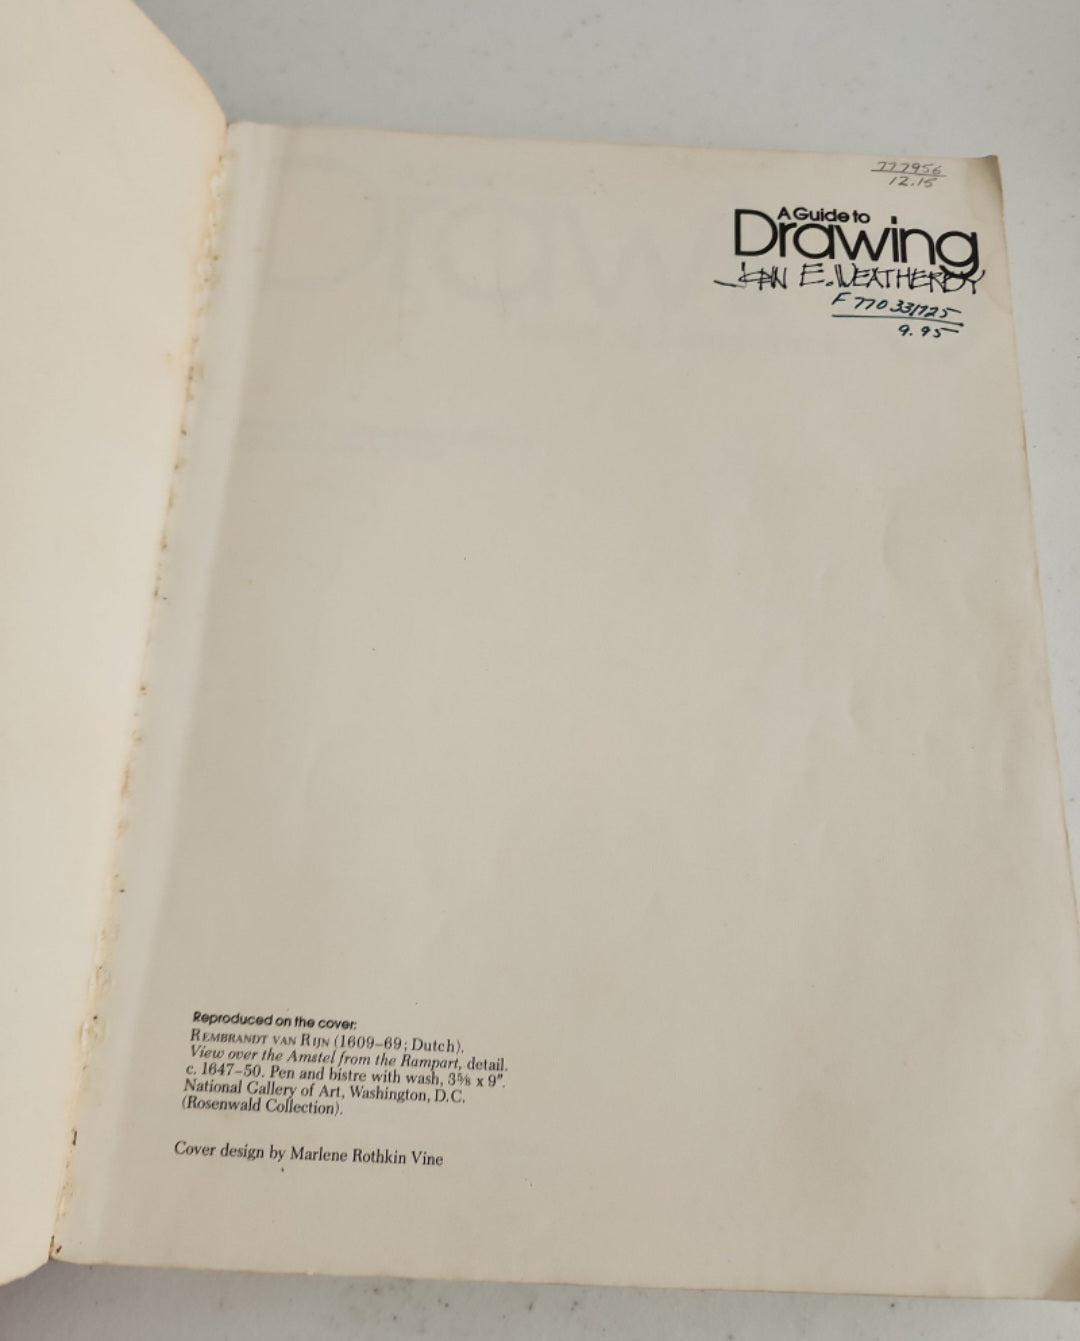 777956
12.15
A Guide to
Drawing
JOHN E. WEATHERBY
F 77033/725
9.95
Reproduced on the cover:
REMBRANDT VAN RIJN (1609–69; Dutch).
View over the Amstel from the Rampart, detail.
c. 1647–50. Pen and bistre with wash, 3⅝ x 9″.
National Gallery of Art, Washington, D.C.
(Rosenwald Collection).
Cover design by Marlene Rothkin Vine